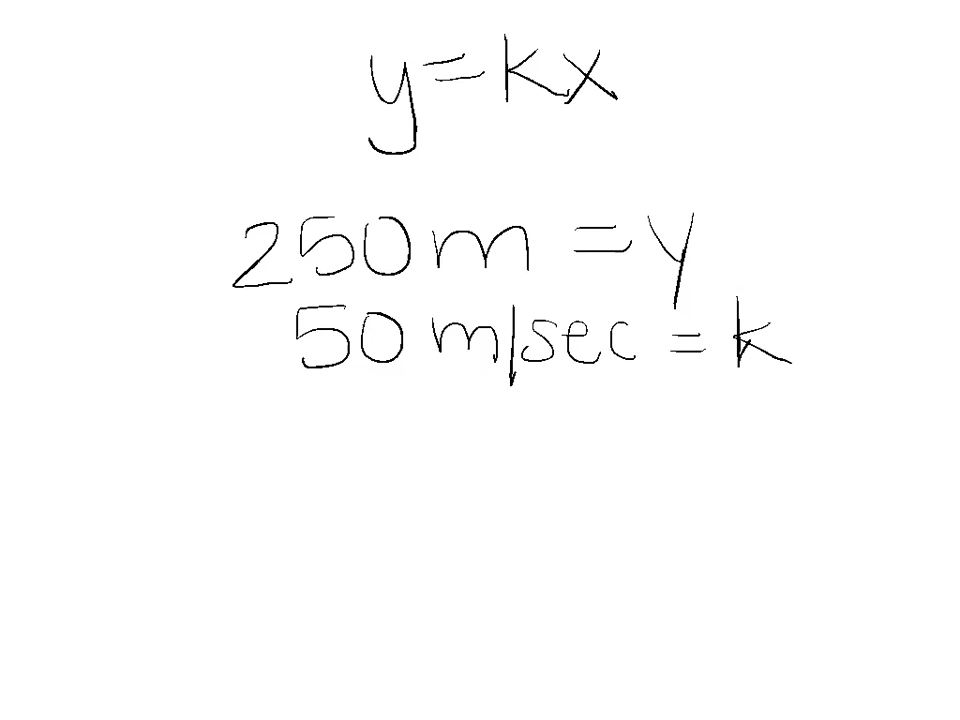 y=kx
250m = y
50 m/sec = k